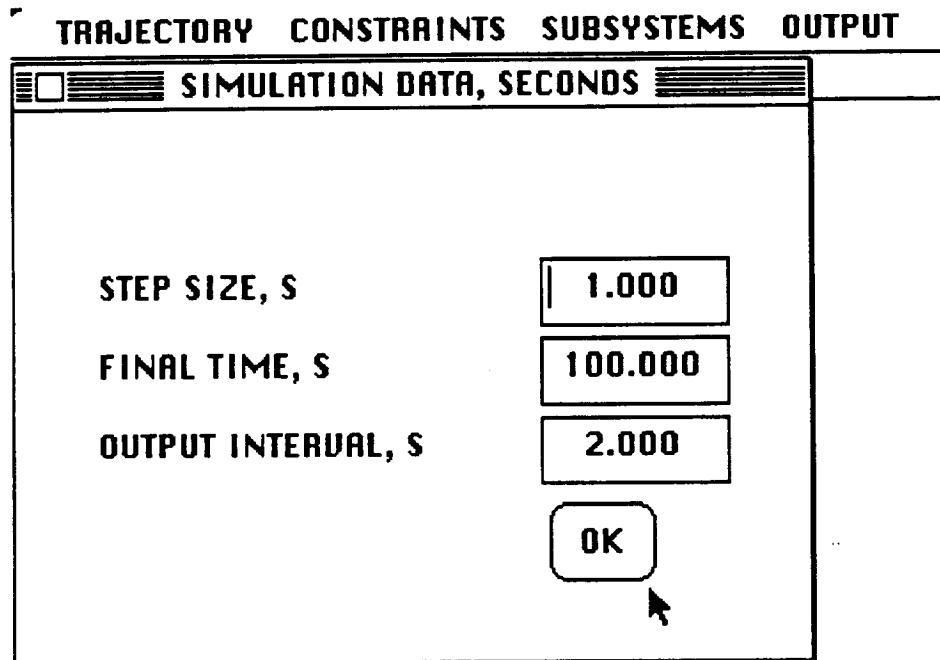 TRAJECTORY CONSTRAINTS SUBSYSTEMS OUTPUT
SIMULATION DATA, SECONDS
STEP SIZE, S 1.000
FINAL TIME, S 100.000
OUTPUT INTERVAL, S 2.000
OK